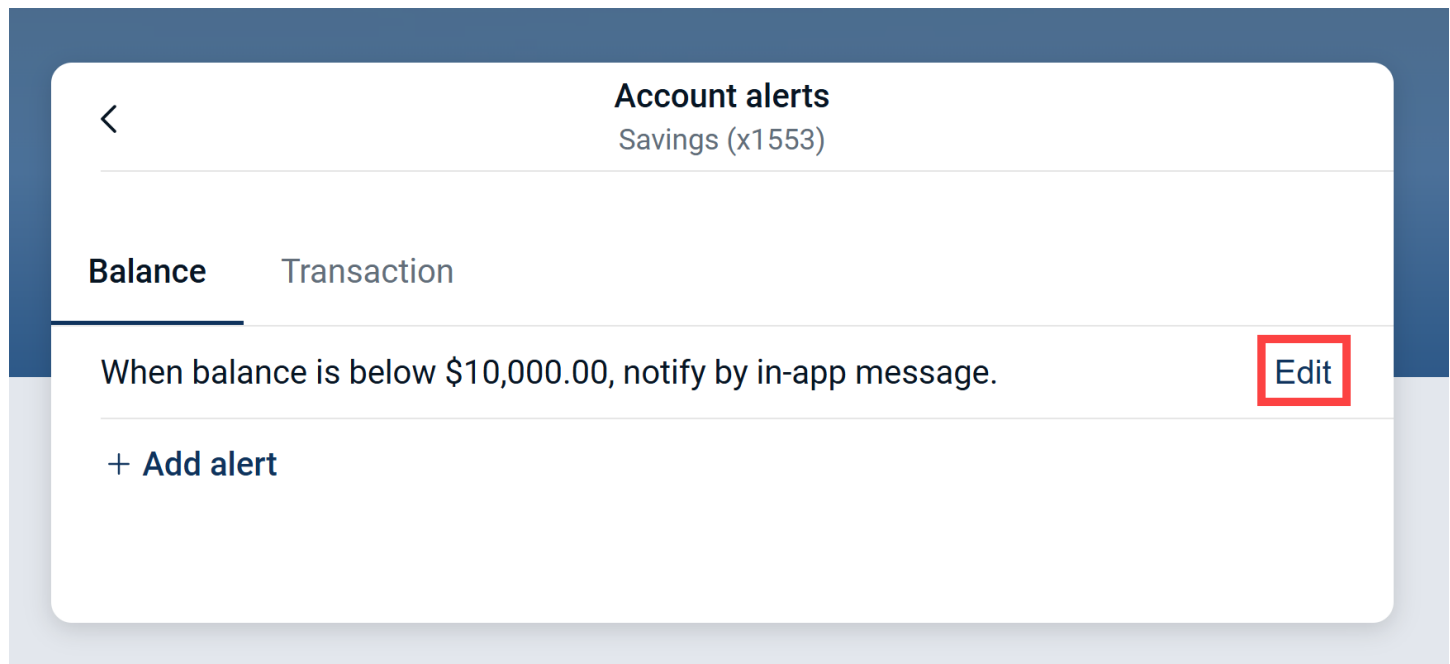 Account alerts
Savings (x1553)
Balance Transaction
When balance is below $10,000.00, notify by in-app message. Edit
+ Add alert